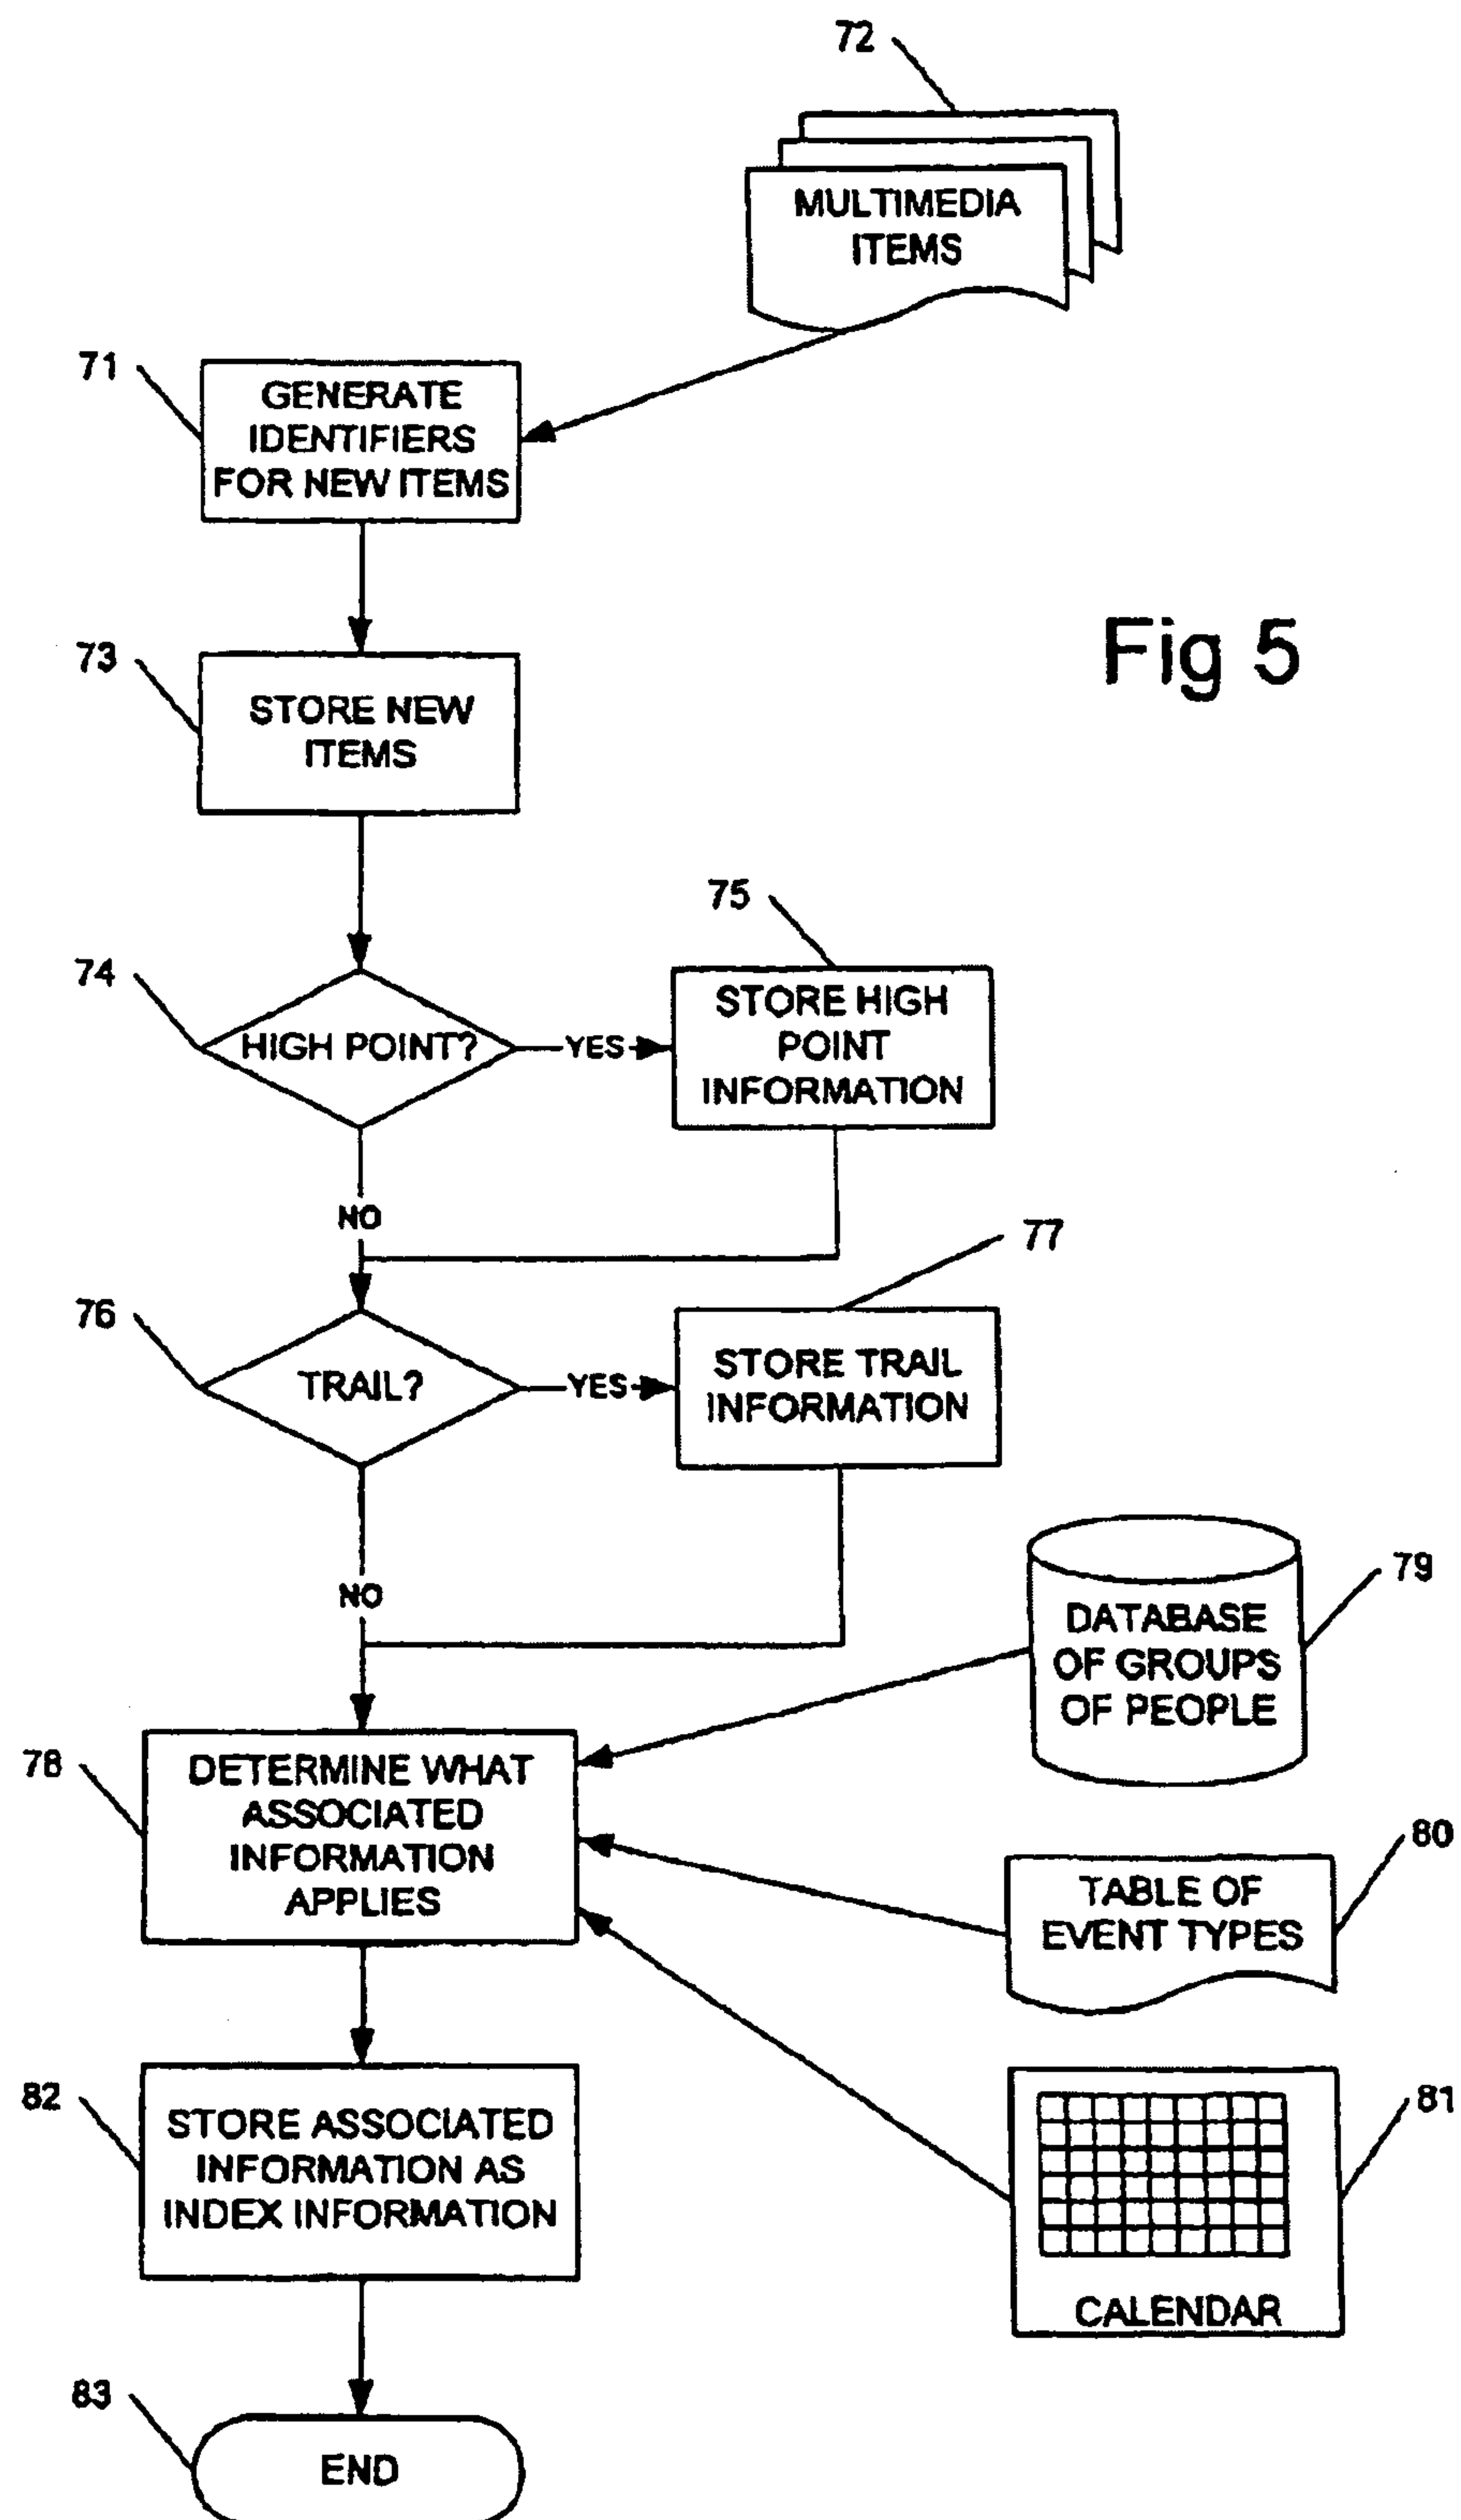 72
MULTIMEDIA
ITEMS
71
GENERATE
IDENTIFIERS
FOR NEW ITEMS
Fig 5
73
STORE NEW
ITEMS
75
74
HIGH POINT?
YES
STORE HIGH
POINT
INFORMATION
NO
77
76
TRAIL?
YES
STORE TRAIL
INFORMATION
NO
79
DATABASE
OF GROUPS
OF PEOPLE
78
DETERMINE WHAT
ASSOCIATED
INFORMATION
APPLIES
80
TABLE OF
EVENT TYPES
82
STORE ASSOCIATED
INFORMATION AS
INDEX INFORMATION
81
CALENDAR
83
END